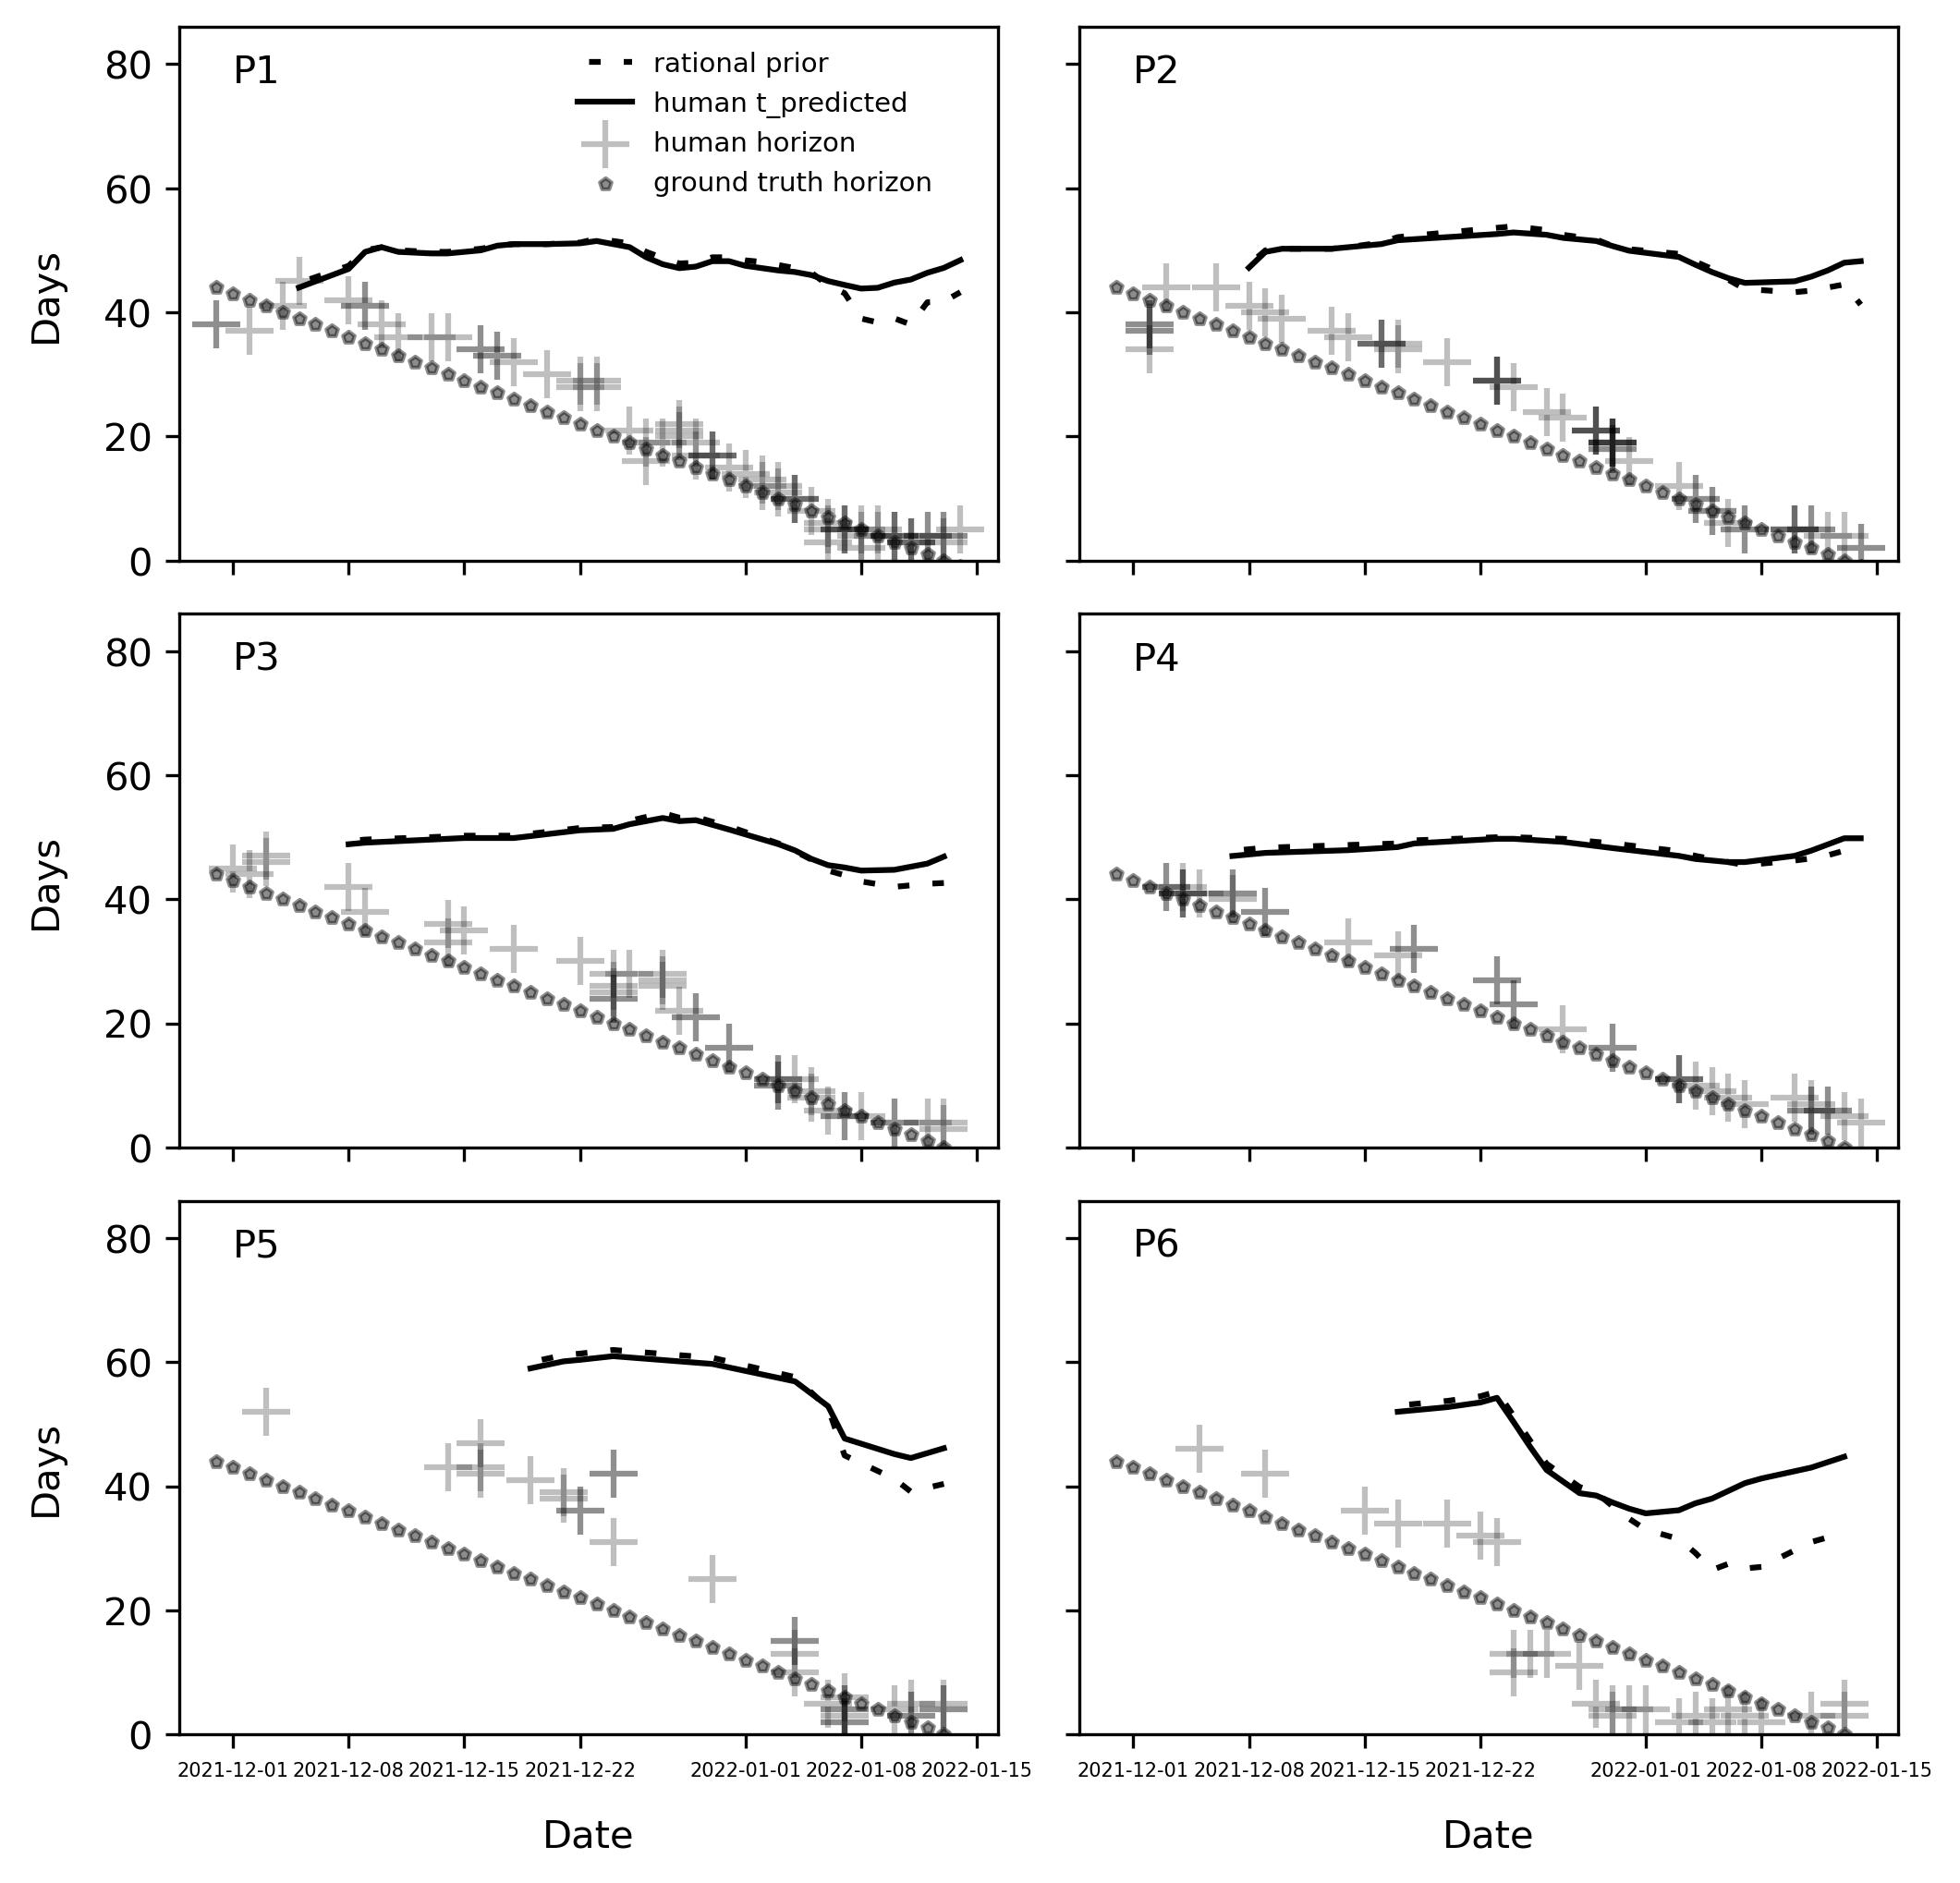 P1
rational prior
human t_predicted
human horizon
ground truth horizon
80
60
40
20
0
Days
P2
P3
80
60
40
20
0
Days
P4
P5
80
60
40
20
0
Days
2021-12-01 2021-12-08 2021-12-15 2021-12-22 2022-01-01 2022-01-08 2022-01-15
Date
P6
2021-12-01 2021-12-08 2021-12-15 2021-12-22 2022-01-01 2022-01-08 2022-01-15
Date